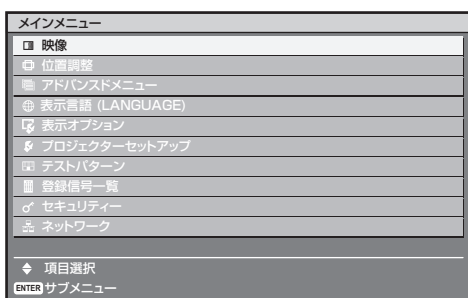 メインメニュー
映像
位置調整
アドバンスドメニュー
表示言語 (LANGUAGE)
表示オプション
プロジェクターセットアップ
テストパターン
登録信号一覧
セキュリティー
ネットワーク
項目選択
ENTER サブメニュー